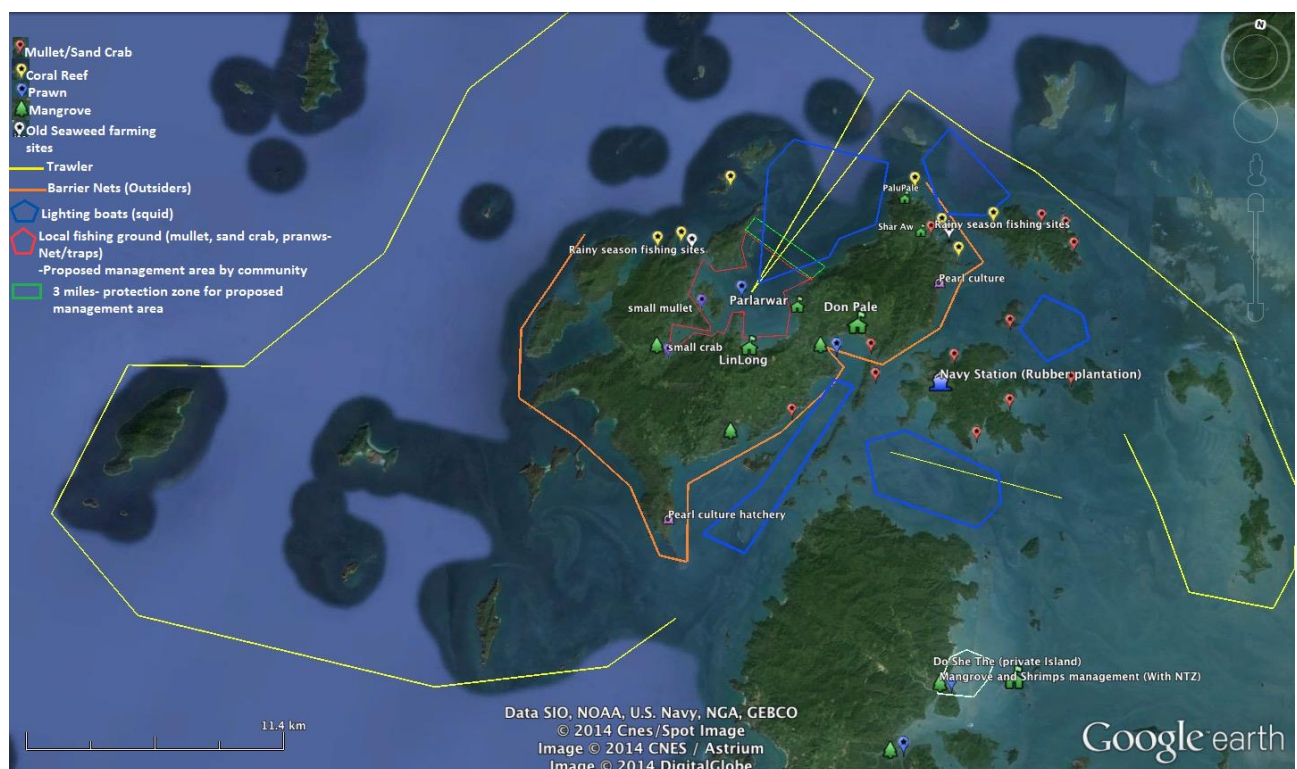 N
Mullet/Sand Crab
Coral Reef
Prawn
Mangrove
Old Seaweed farming
sites
Trawler
Barrier Nets (Outsiders)
Lighting boats (squid)
Local fishing ground (mullet, sand crab, pranws-
Net/traps)
-Proposed management area by community
3 miles- protection zone for proposed
management area
PaluPale
Shar Aw
Rainy season fishing sites
Rainy season fishing sites
Pearl culture
small mullet
Parlarwar
Don Pale
small crab
LinLong
Navy Station (Rubber plantation)
Pearl culture hatchery
Do She The (private Island)
Mangrove and Shrimps management (With NTZ)
11.4 km
Data SIO, NOAA, U.S. Navy, NGA, GEBCO
© 2014 Cnes/Spot Image
Image © 2014 CNES / Astrium
Image © 2014 DigitalGlobe
Google earth